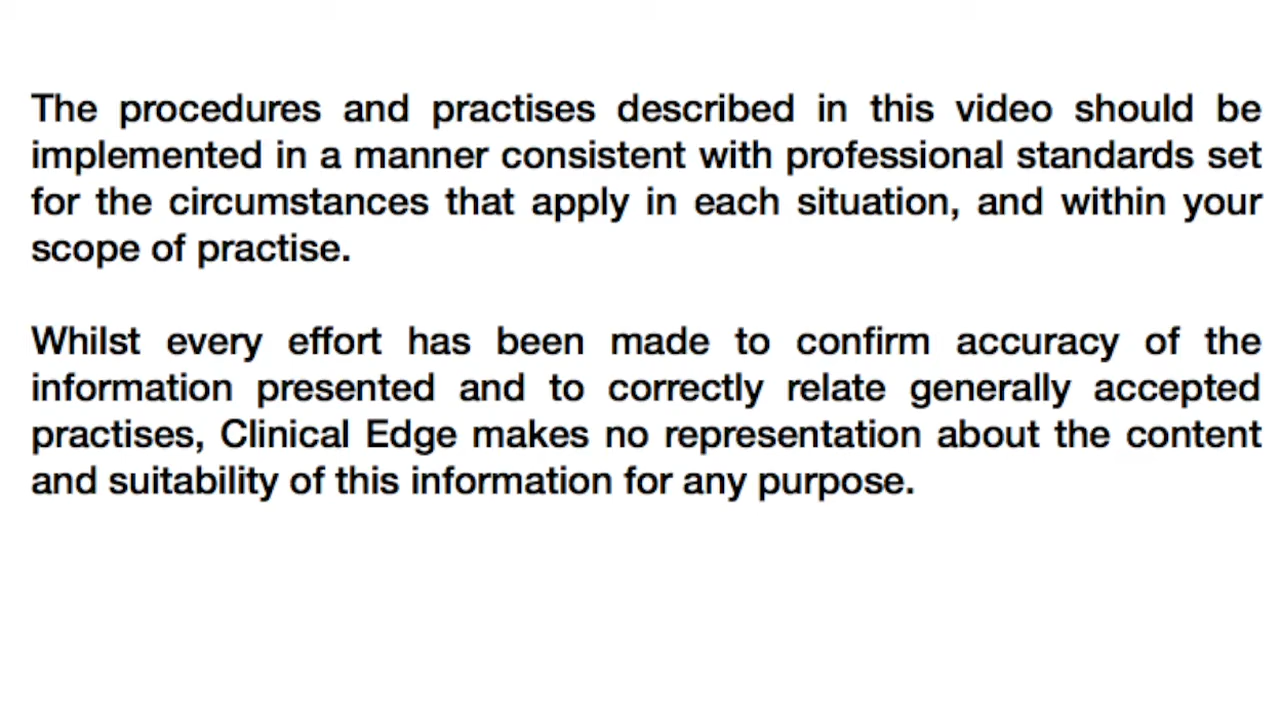 The procedures and practises described in this video should be
implemented in a manner consistent with professional standards set
for the circumstances that apply in each situation, and within your
scope of practise.
Whilst every effort has been made to confirm accuracy of the
information presented and to correctly relate generally accepted
practises, Clinical Edge makes no representation about the content
and suitability of this information for any purpose.